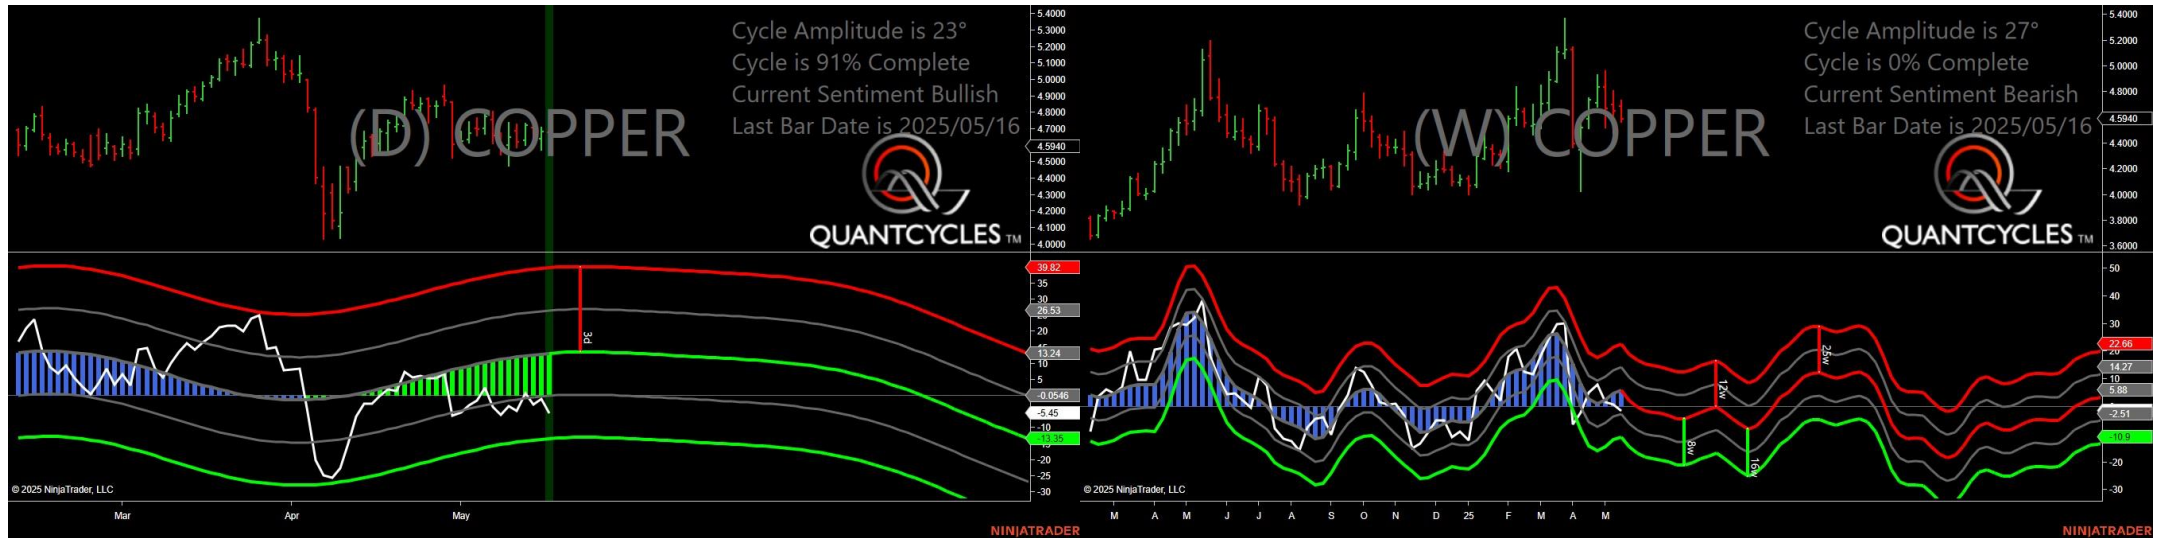 Cycle Amplitude is 23°
Cycle is 91% Complete
Current Sentiment Bullish
Last Bar Date is 2025/05/16
(D) COPPER
QUANTCYCLES TM
5.4000
5.3000
5.2000
5.1000
5.0000
4.9000
4.8000
4.7000
4.5940
4.5000
4.4000
4.3000
4.2000
4.1000
4.0000
39.82
35
30
26.53
20
15
13.24
10
5
-0.0546
-5.45
-10
-13.35
-20
-25
-30
3d
© 2025 NinjaTrader, LLC
Mar
Apr
May
NINJATRADER
Cycle Amplitude is 27°
Cycle is 0% Complete
Current Sentiment Bearish
Last Bar Date is 2025/05/16
(W) COPPER
QUANTCYCLES TM
5.4000
5.2000
5.0000
4.8000
4.5940
4.4000
4.2000
4.0000
3.8000
3.6000
50
40
30
22.66
20
14.27
10
5.88
-2.51
-10.9
-20
-30
8w
12w
16w
25w
© 2025 NinjaTrader, LLC
M A M J J A S O N D 25 F M A M
NINJATRADER